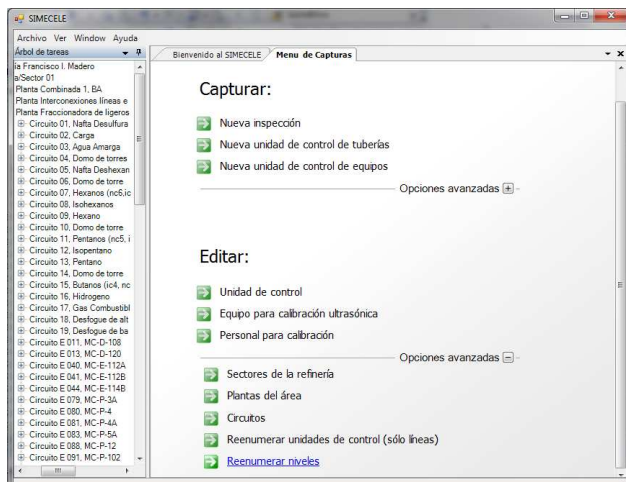 SIMECELE
Archivo Ver Window Ayuda
Árbol de tareas
ía Francisco I. Madero
a/Sector 01
Planta Combinada 1, BA
Planta Interconexiones líneas e
Planta Fraccionadora de ligeros
Circuito 01, Nafta Desulfura
Circuito 02, Carga
Circuito 03, Agua Amarga
Circuito 04, Domo de torres
Circuito 05, Nafta Deshexan
Circuito 06, Domo de torre
Circuito 07, Hexanos (nc6,ic
Circuito 08, Isohexanos
Circuito 09, Hexano
Circuito 10, Domo de torre
Circuito 11, Pentanos (nc5, i
Circuito 12, Isopentano
Circuito 13, Pentano
Circuito 14, Domo de torre
Circuito 15, Butanos (ic4, nc
Circuito 16, Hidrogeno
Circuito 17, Gas Combustibl
Circuito 18, Desfogue de alt
Circuito 19, Desfogue de ba
Circuito E 011, MC-D-108
Circuito E 013, MC-D-120
Circuito E 040, MC-E-112A
Circuito E 041, MC-E-112B
Circuito E 044, MC-E-114B
Circuito E 079, MC-P-3A
Circuito E 080, MC-P-4
Circuito E 081, MC-P-4A
Circuito E 083, MC-P-5A
Circuito E 088, MC-P-12
Circuito E 091, MC-P-102
Bienvenido al SIMECELE Menu de Capturas
Capturar:
Nueva inspección
Nueva unidad de control de tuberías
Nueva unidad de control de equipos
Opciones avanzadas
Editar:
Unidad de control
Equipo para calibración ultrasónica
Personal para calibración
Opciones avanzadas
Sectores de la refinería
Plantas del área
Circuitos
Reenumerar unidades de control (sólo líneas)
Reenumerar niveles